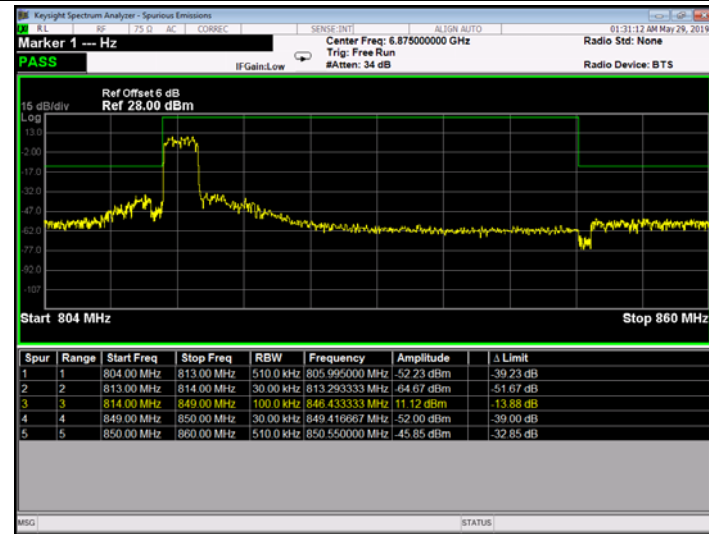 Keysight Spectrum Analyzer - Spurious Emissions
RL RF 75 Ω AC CORREC SENSE:INT ALIGN AUTO 01:31:12 AM May 29, 2019
Marker 1 --- Hz Center Freq: 6.875000000 GHz Radio Std: None
Trig: Free Run
PASS IFGain:Low #Atten: 34 dB Radio Device: BTS
Ref Offset 6 dB
15 dB/div Ref 28.00 dBm
Log
13.0
-2.00
-17.0
-32.0
-47.0
-62.0
-77.0
-92.0
-107
Start 804 MHz Stop 860 MHz
Spur Range Start Freq Stop Freq RBW Frequency Amplitude Δ Limit
1 1 804.00 MHz 813.00 MHz 510.0 kHz 805.995000 MHz -52.23 dBm -39.23 dB
2 2 813.00 MHz 814.00 MHz 30.00 kHz 813.293333 MHz -64.67 dBm -51.67 dB
3 3 814.00 MHz 849.00 MHz 100.0 kHz 846.433333 MHz 11.12 dBm -13.88 dB
4 4 849.00 MHz 850.00 MHz 30.00 kHz 849.416667 MHz -52.00 dBm -39.00 dB
5 5 850.00 MHz 860.00 MHz 510.0 kHz 850.550000 MHz -45.85 dBm -32.85 dB
MSG STATUS